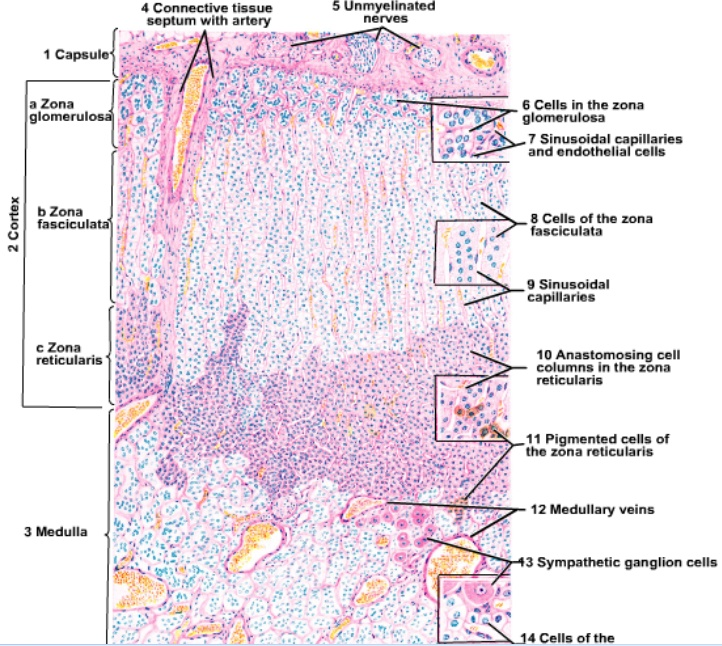 4 Connective tissue
septum with artery
5 Unmyelinated
nerves
1 Capsule
a Zona
glomerulosa
6 Cells in the zona
glomerulosa
7 Sinusoidal capillaries
and endothelial cells
2 Cortex
b Zona
fasciculata
8 Cells of the zona
fasciculata
9 Sinusoidal
capillaries
c Zona
reticularis
10 Anastomosing cell
columns in the zona
reticularis
11 Pigmented cells of
the zona reticularis
12 Medullary veins
3 Medulla
13 Sympathetic ganglion cells
14 Cells of the